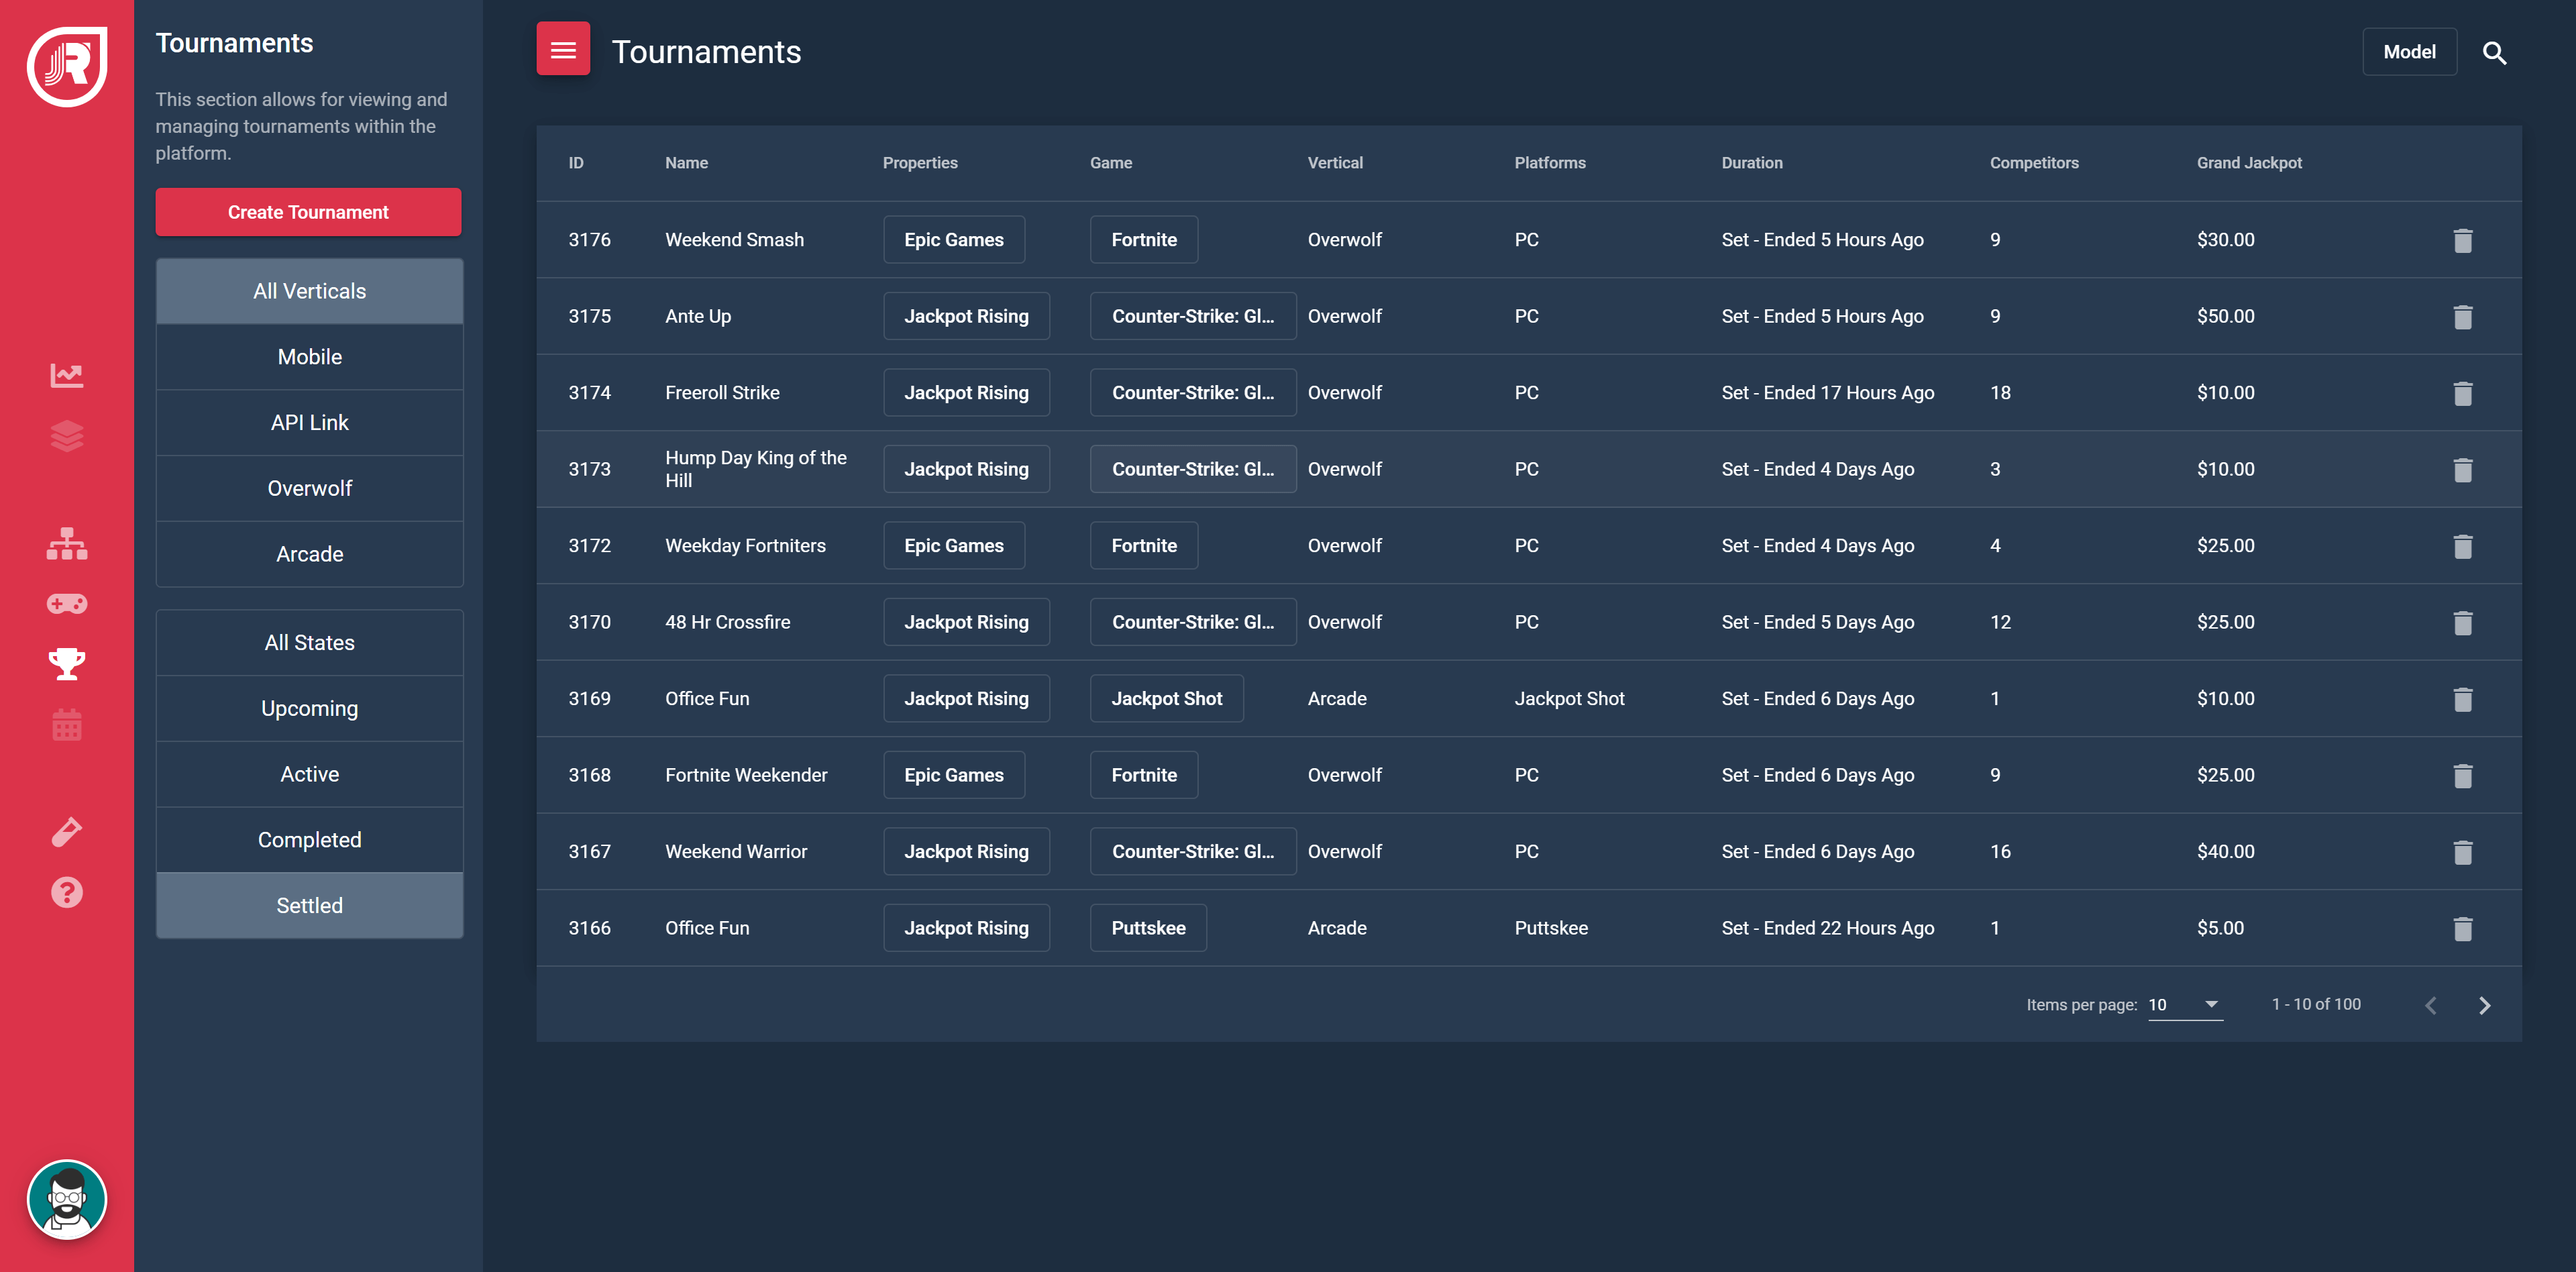 Tournaments
This section allows for viewing and
managing tournaments within the
platform.
Create Tournament
All Verticals
Mobile
API Link
Overwolf
Arcade
All States
Upcoming
Active
Completed
Settled
Tournaments
Model
ID Name Properties Game Vertical Platforms Duration Competitors Grand Jackpot
3176 Weekend Smash Epic Games Fortnite Overwolf PC Set - Ended 5 Hours Ago 9 $30.00
3175 Ante Up Jackpot Rising Counter-Strike: Gl... Overwolf PC Set - Ended 5 Hours Ago 9 $50.00
3174 Freeroll Strike Jackpot Rising Counter-Strike: Gl... Overwolf PC Set - Ended 17 Hours Ago 18 $10.00
3173 Hump Day King of the
Hill Jackpot Rising Counter-Strike: Gl... Overwolf PC Set - Ended 4 Days Ago 3 $10.00
3172 Weekday Fortniters Epic Games Fortnite Overwolf PC Set - Ended 4 Days Ago 4 $25.00
3170 48 Hr Crossfire Jackpot Rising Counter-Strike: Gl... Overwolf PC Set - Ended 5 Days Ago 12 $25.00
3169 Office Fun Jackpot Rising Jackpot Shot Arcade Jackpot Shot Set - Ended 6 Days Ago 1 $10.00
3168 Fortnite Weekender Epic Games Fortnite Overwolf PC Set - Ended 6 Days Ago 9 $25.00
3167 Weekend Warrior Jackpot Rising Counter-Strike: Gl... Overwolf PC Set - Ended 6 Days Ago 16 $40.00
3166 Office Fun Jackpot Rising Puttskee Arcade Puttskee Set - Ended 22 Hours Ago 1 $5.00
Items per page: 10 1 - 10 of 100